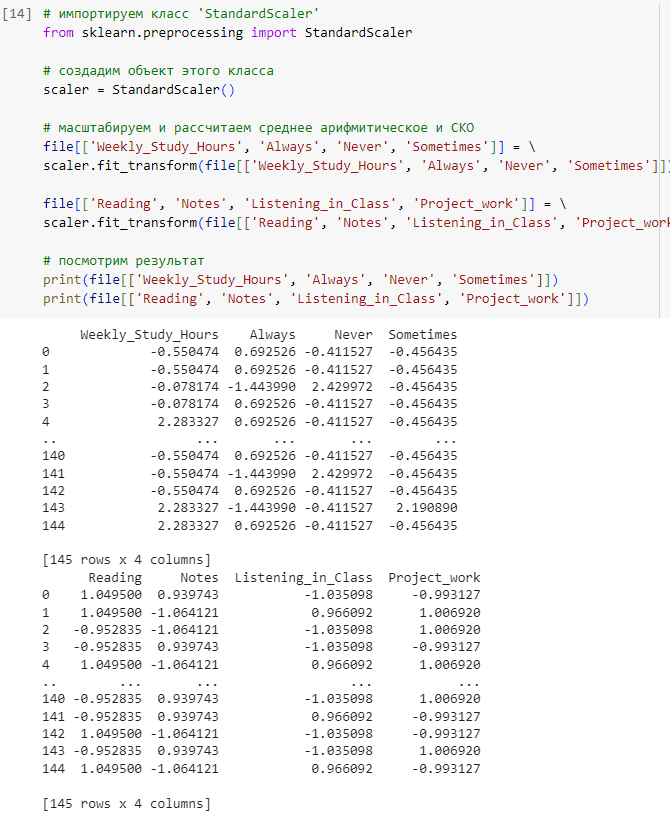 [14] # импортируем класс 'StandardScaler'
from sklearn.preprocessing import StandardScaler
# создадим объект этого класса
scaler = StandardScaler()
# масштабируем и рассчитаем среднее арифмитическое и СКО
file[['Weekly_Study_Hours', 'Always', 'Never', 'Sometimes']] = \
scaler.fit_transform(file[['Weekly_Study_Hours', 'Always', 'Never', 'Sometimes']])
file[['Reading', 'Notes', 'Listening_in_Class', 'Project_work']] = \
scaler.fit_transform(file[['Reading', 'Notes', 'Listening_in_Class', 'Project_work
# посмотрим результат
print(file[['Weekly_Study_Hours', 'Always', 'Never', 'Sometimes']])
print(file[['Reading', 'Notes', 'Listening_in_Class', 'Project_work']])
Weekly_Study_Hours Always Never Sometimes
0 -0.550474 0.692526 -0.411527 -0.456435
1 -0.550474 0.692526 -0.411527 -0.456435
2 -0.078174 -1.443990 2.429972 -0.456435
3 -0.078174 0.692526 -0.411527 -0.456435
4 2.283327 0.692526 -0.411527 -0.456435
.. ... ... ... ...
140 -0.550474 0.692526 -0.411527 -0.456435
141 -0.550474 -1.443990 2.429972 -0.456435
142 -0.550474 0.692526 -0.411527 -0.456435
143 2.283327 -1.443990 -0.411527 2.190890
144 2.283327 0.692526 -0.411527 -0.456435
[145 rows x 4 columns]
Reading Notes Listening_in_Class Project_work
0 1.049500 0.939743 -1.035098 -0.993127
1 1.049500 -1.064121 0.966092 1.006920
2 -0.952835 -1.064121 -1.035098 1.006920
3 -0.952835 0.939743 -1.035098 -0.993127
4 1.049500 -1.064121 0.966092 1.006920
.. ... ... ... ...
140 -0.952835 0.939743 -1.035098 1.006920
141 -0.952835 0.939743 0.966092 -0.993127
142 1.049500 -1.064121 -1.035098 -0.993127
143 -0.952835 0.939743 -1.035098 1.006920
144 1.049500 -1.064121 0.966092 -0.993127
[145 rows x 4 columns]